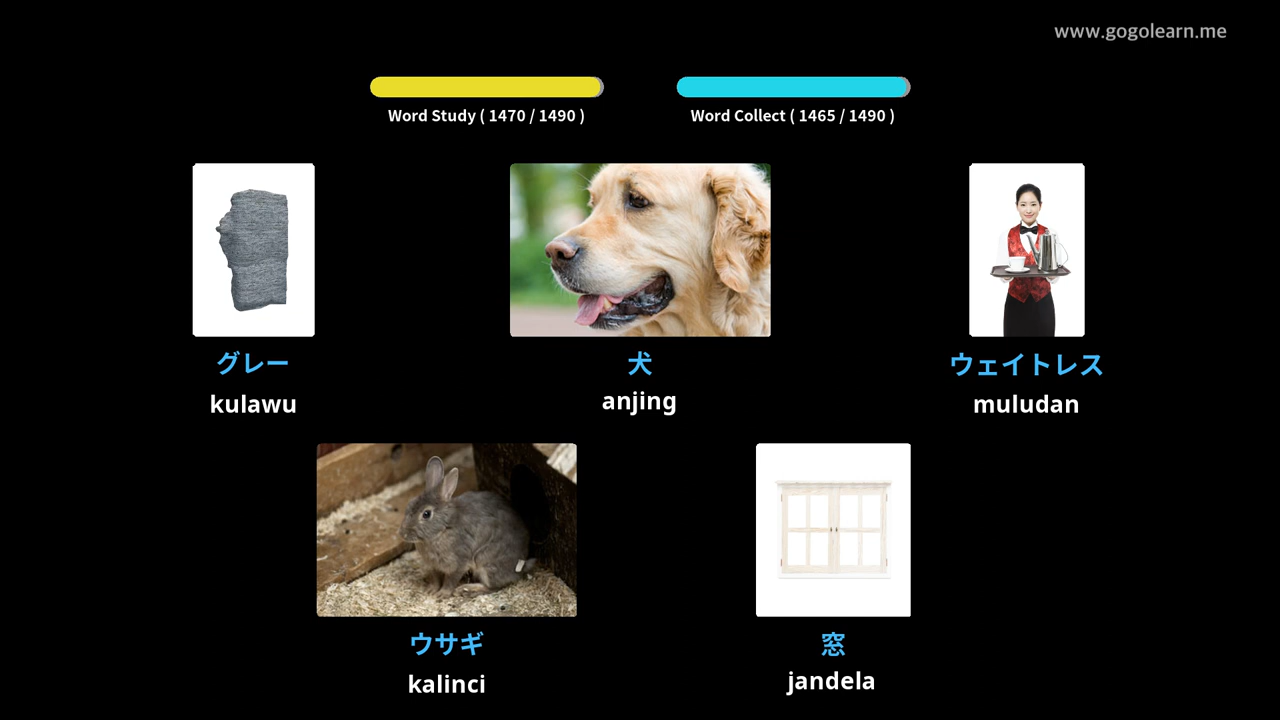 www.gogolearn.me
Word Study ( 1470 / 1490 )
Word Collect ( 1465 / 1490 )
グレー
kulawu
犬
anjing
ウェイトレス
muludan
ウサギ
kalinci
窓
jandela